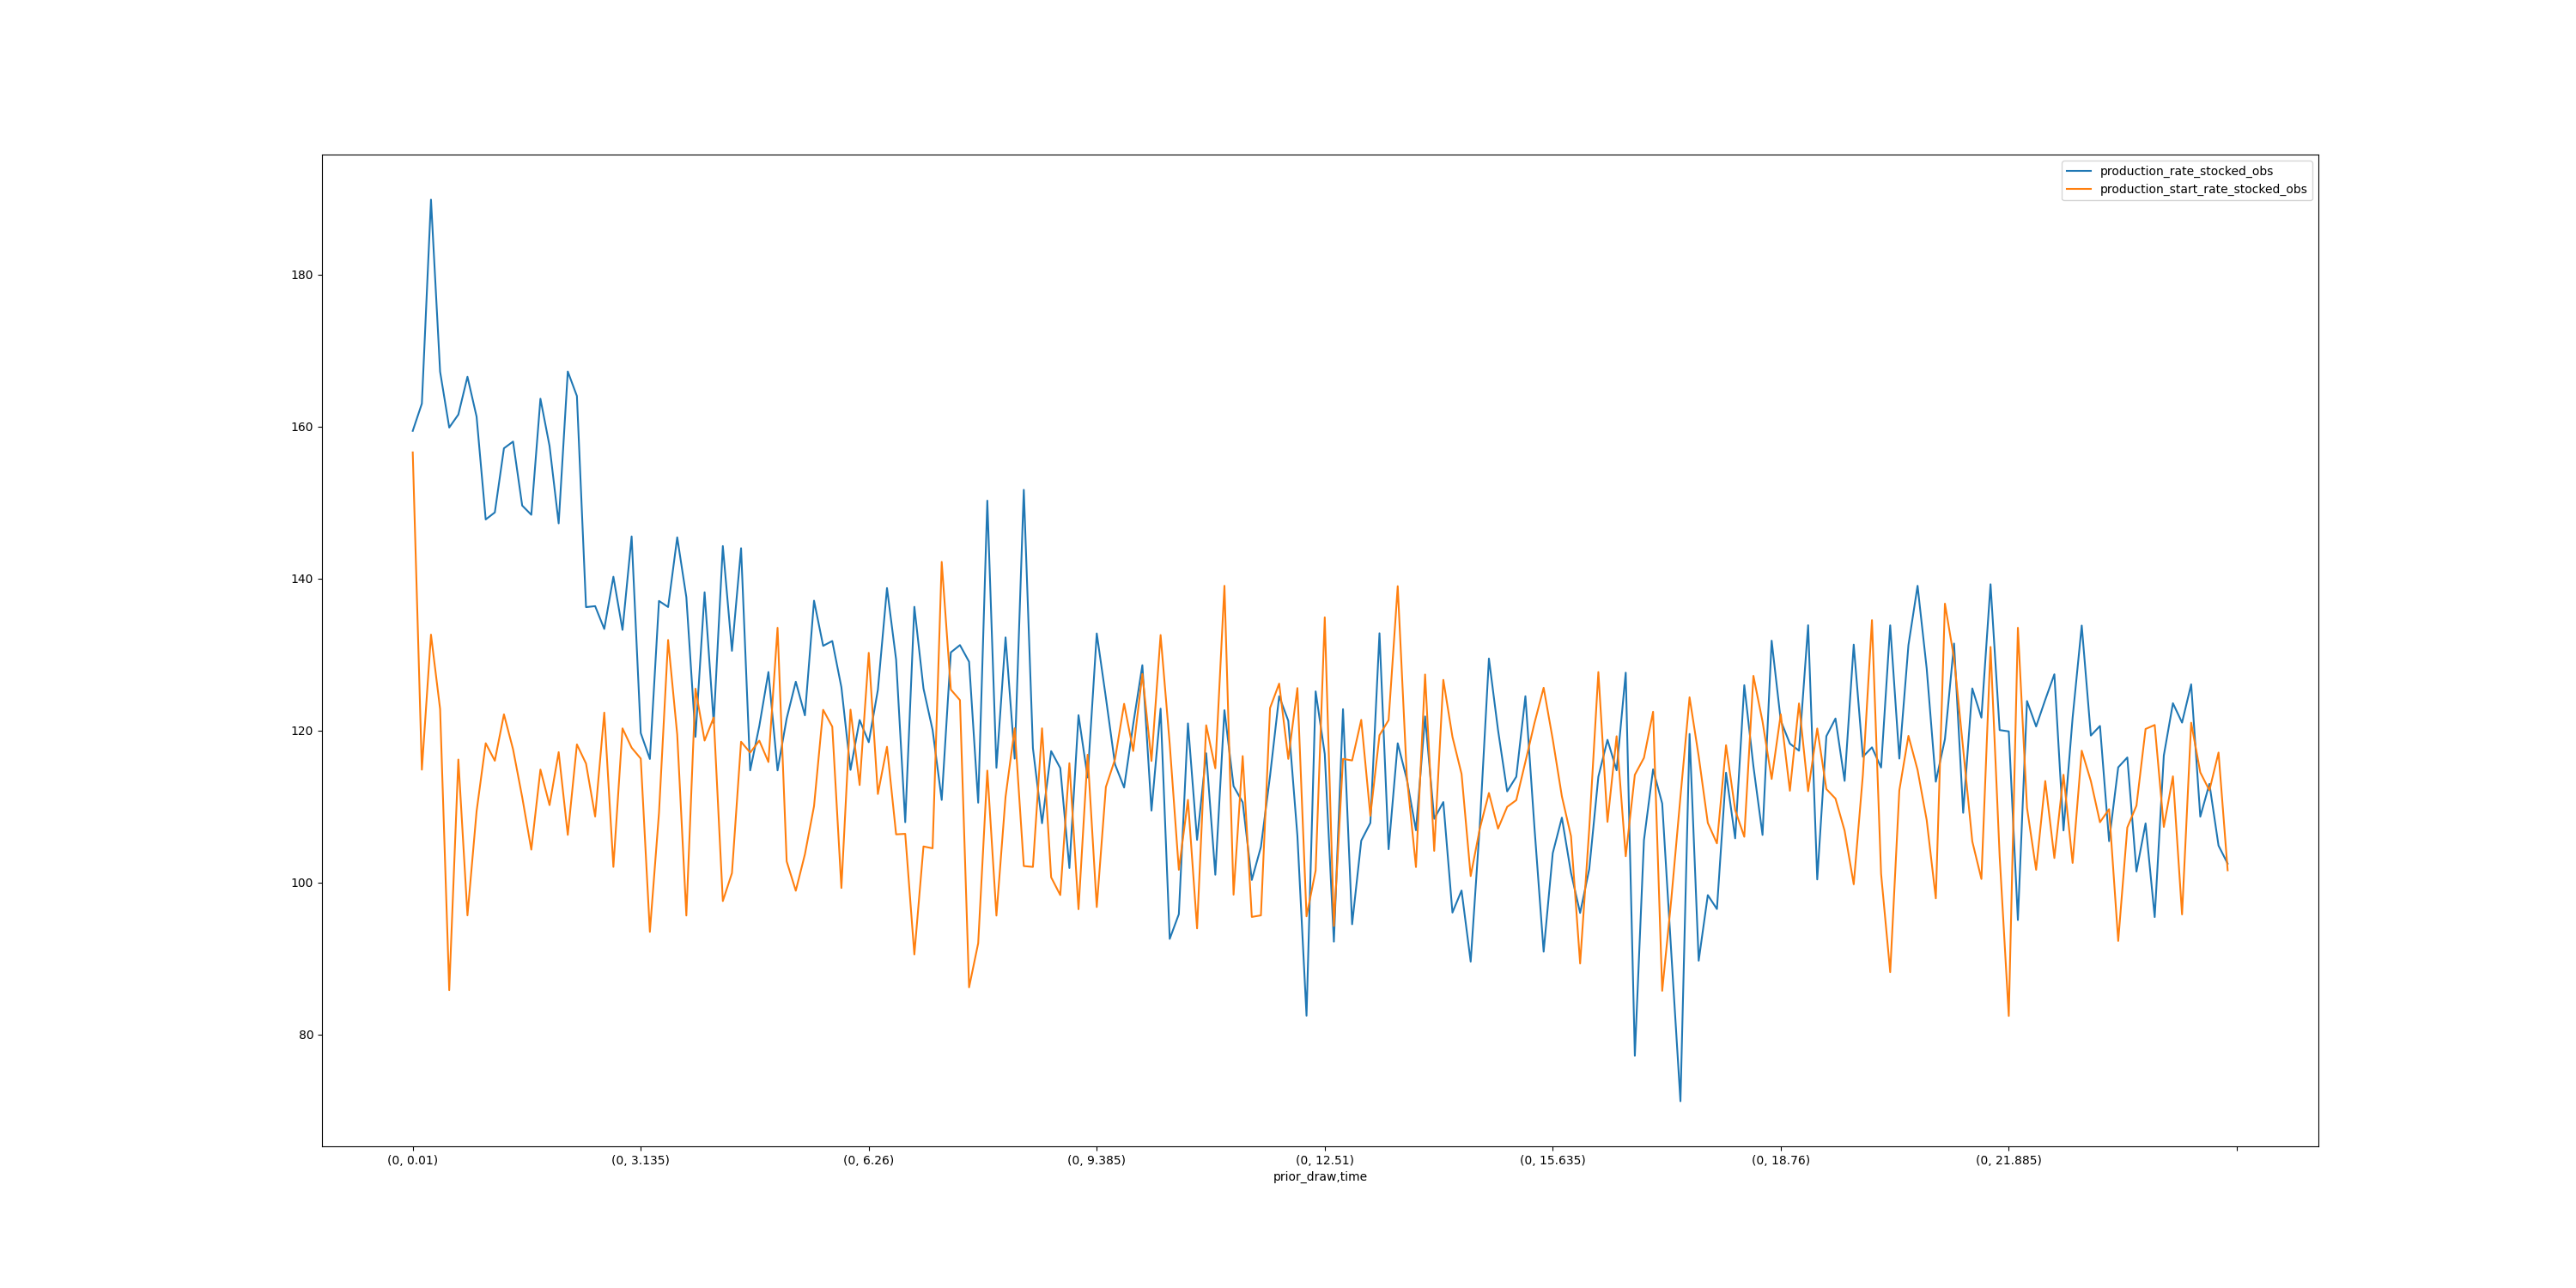 production_rate_stocked_obs
production_start_rate_stocked_obs
180
160
140
120
100
80
(0, 0.01) (0, 3.135) (0, 6.26) (0, 9.385) (0, 12.51) (0, 15.635) (0, 18.76) (0, 21.885)
prior_draw,time